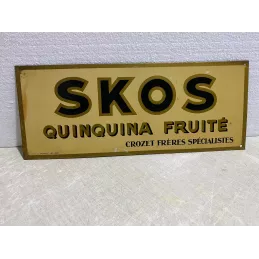 SKOS
QUINQUINA FRUITÉ
CROZET FRÈRES SPÉCIALISTES